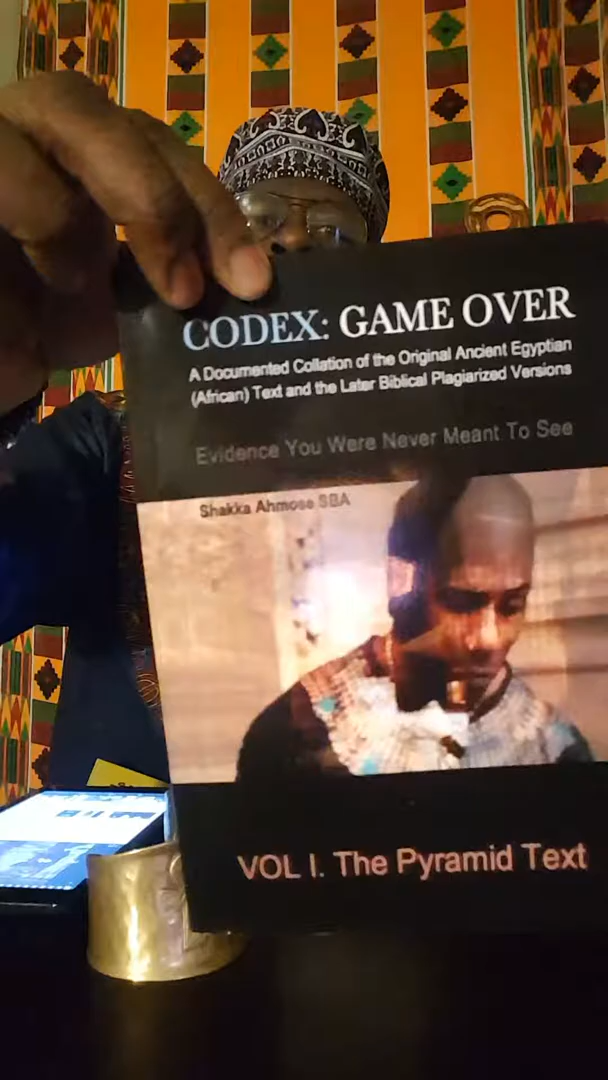 CODEX: GAME OVER
A Documented Collation of the Original Ancient Egyptian
(African) Text and the Later Biblical Plagiarized Versions
Evidence You Were Never Meant To See
Shakka Ahmose SBA
VOL I. The Pyramid Text